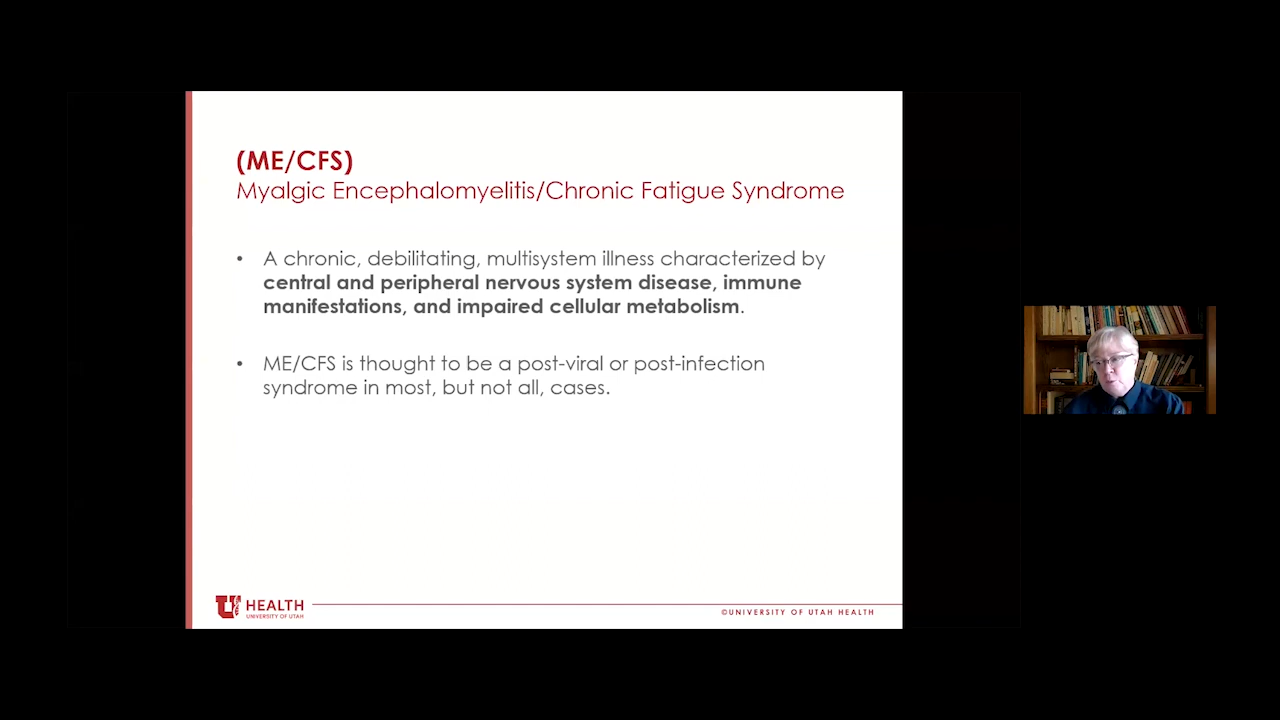 (ME/CFS)
Myalgic Encephalomyelitis/Chronic Fatigue Syndrome
• A chronic, debilitating, multisystem illness characterized by
central and peripheral nervous system disease, immune
manifestations, and impaired cellular metabolism.
• ME/CFS is thought to be a post-viral or post-infection
syndrome in most, but not all, cases.
U HEALTH
UNIVERSITY OF UTAH
©UNIVERSITY OF UTAH HEALTH